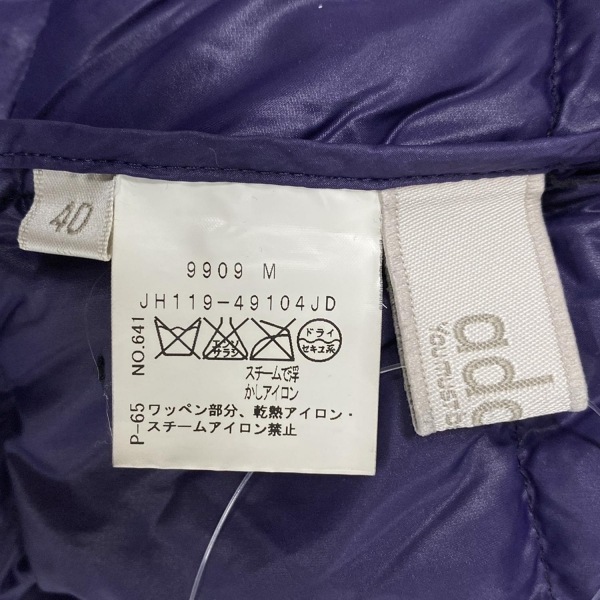 40
9909 M
JH119-49104JD
NO.641
エンソ
サラシ
ドライ
セキユ系
スチームで浮
かしアイロン
P-65
ワッペン部分、乾熱アイロン・
スチームアイロン禁止
YOU MUST